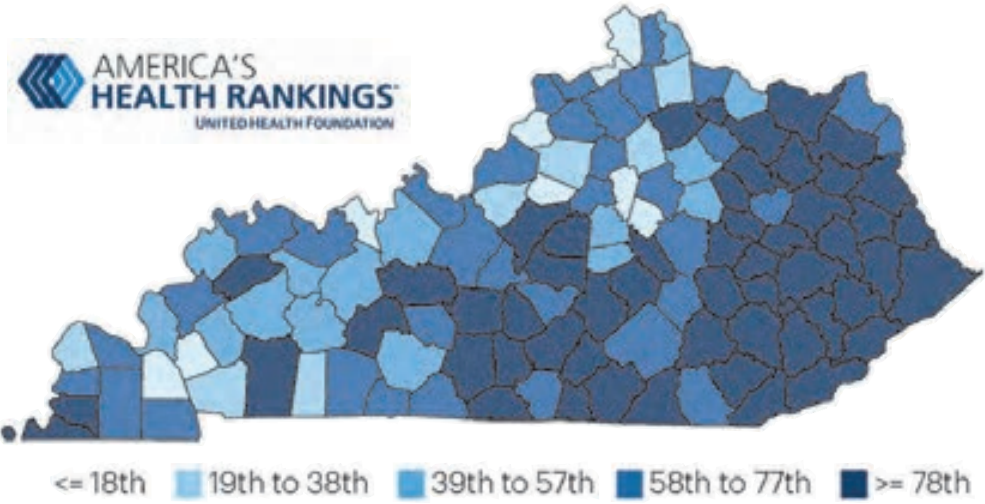 AMERICA'S
HEALTH RANKINGS
UNITED HEALTH FOUNDATION
<= 18th 19th to 38th 39th to 57th 58th to 77th >= 78th